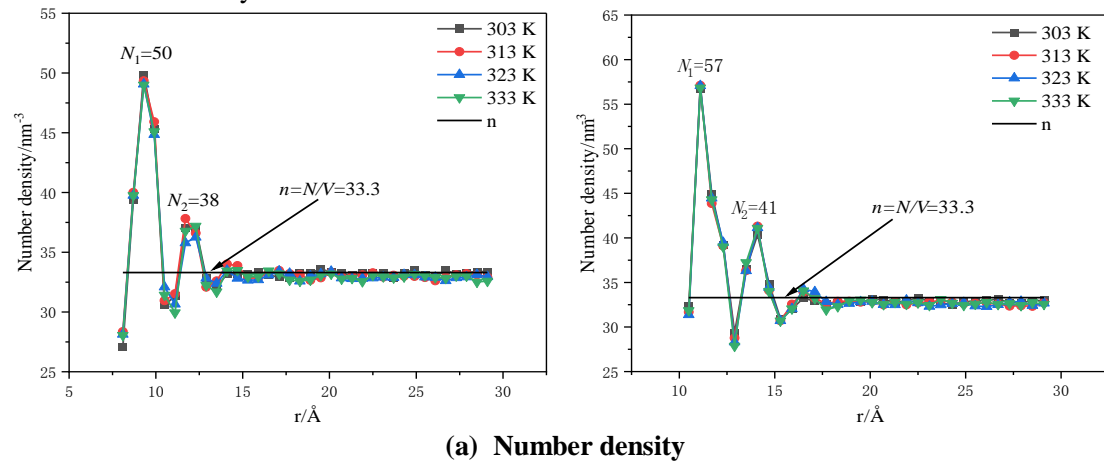 55
50
45
40
35
30
25
Number density/nm-3
5
10
15
20
25
30
r/Å
N1=50
N2=38
n=N/V=33.3
303 K
313 K
323 K
333 K
n
65
60
55
50
45
40
35
30
25
Number density/nm3
10
15
20
25
30
r/Å
N1=57
N2=41
n=N/V=33.3
303 K
313 K
323 K
333 K
n
(a) Number density